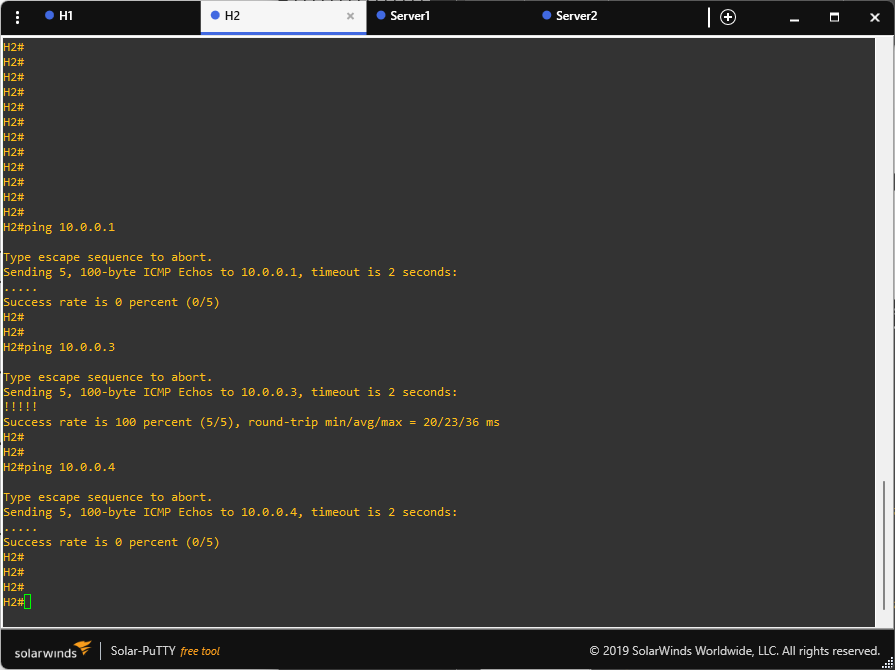 H1
H2
Server1
Server2
H2#
H2#
H2#
H2#
H2#
H2#
H2#
H2#
H2#
H2#
H2#
H2#
H2#ping 10.0.0.1
Type escape sequence to abort.
Sending 5, 100-byte ICMP Echos to 10.0.0.1, timeout is 2 seconds:
.....
Success rate is 0 percent (0/5)
H2#
H2#
H2#ping 10.0.0.3
Type escape sequence to abort.
Sending 5, 100-byte ICMP Echos to 10.0.0.3, timeout is 2 seconds:
!!!!!
Success rate is 100 percent (5/5), round-trip min/avg/max = 20/23/36 ms
H2#
H2#
H2#ping 10.0.0.4
Type escape sequence to abort.
Sending 5, 100-byte ICMP Echos to 10.0.0.4, timeout is 2 seconds:
.....
Success rate is 0 percent (0/5)
H2#
H2#
H2#
H2#
solarwinds
Solar-PuTTY free tool
© 2019 SolarWinds Worldwide, LLC. All rights reserved.